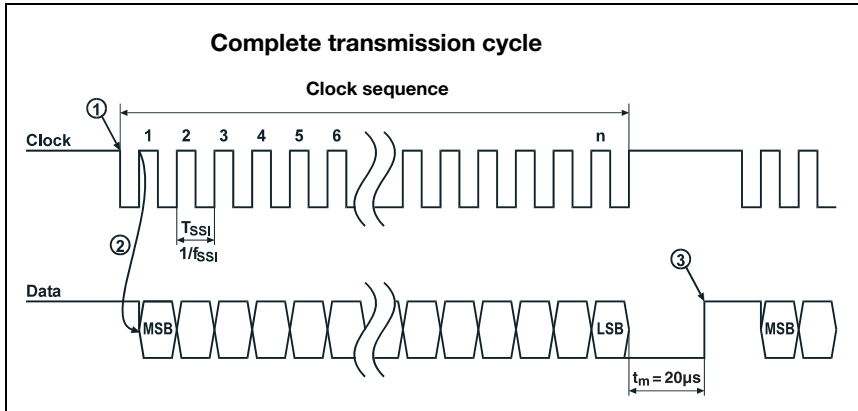 Complete transmission cycle
Clock sequence
1
1 2 3 4 5 6 n
Clock
TSSI
1/fSSI
2
3
Data
MSB LSB MSB
tm = 20µs